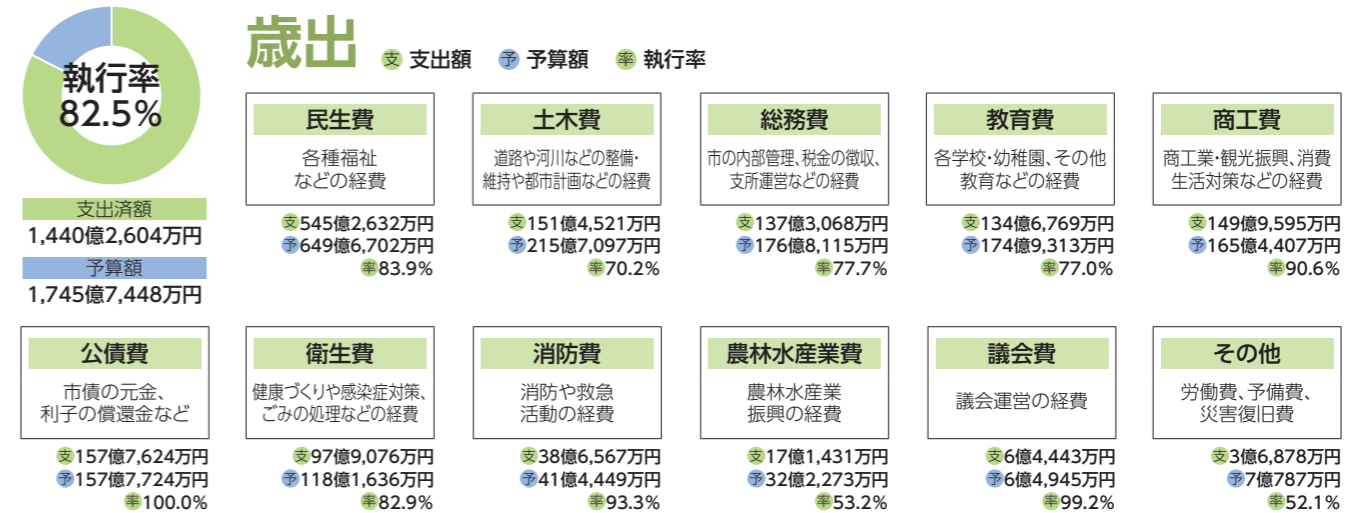 執行率
82.5%
支出済額
1,440億2,604万円
予算額
1,745億7,448万円
歳出
支 支出額 予 予算額 率 執行率
民生費
各種福祉
などの経費
支545億2,632万円
予649億6,702万円
率83.9%
土木費
道路や河川などの整備・
維持や都市計画などの経費
支151億4,521万円
予215億7,097万円
率70.2%
総務費
市の内部管理、税金の徴収、
支所運営などの経費
支137億3,068万円
予176億8,115万円
率77.7%
教育費
各学校・幼稚園、その他
教育などの経費
支134億6,769万円
予174億9,313万円
率77.0%
商工費
商工業・観光振興、消費
生活対策などの経費
支149億9,595万円
予165億4,407万円
率90.6%
公債費
市債の元金、
利子の償還金など
支157億7,624万円
予157億7,724万円
率100.0%
衛生費
健康づくりや感染症対策、
ごみの処理などの経費
支97億9,076万円
予118億1,636万円
率82.9%
消防費
消防や救急
活動の経費
支38億6,567万円
予41億4,449万円
率93.3%
農林水産業費
農林水産業
振興の経費
支17億1,431万円
予32億2,273万円
率53.2%
議会費
議会運営の経費
支6億4,443万円
予6億4,945万円
率99.2%
その他
労働費、予備費、
災害復旧費
支3億6,878万円
予7億787万円
率52.1%